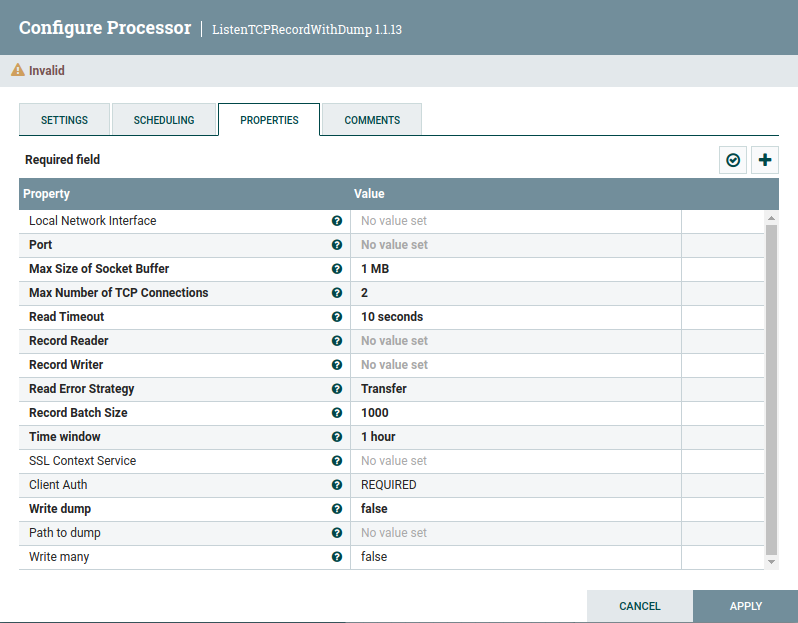 Configure Processor | ListenTCPRecordWithDump 1.1.13
Invalid
SETTINGS SCHEDULING PROPERTIES COMMENTS
Required field
Property Value
Local Network Interface No value set
Port No value set
Max Size of Socket Buffer 1 MB
Max Number of TCP Connections 2
Read Timeout 10 seconds
Record Reader No value set
Record Writer No value set
Read Error Strategy Transfer
Record Batch Size 1000
Time window 1 hour
SSL Context Service No value set
Client Auth REQUIRED
Write dump false
Path to dump No value set
Write many false
CANCEL APPLY